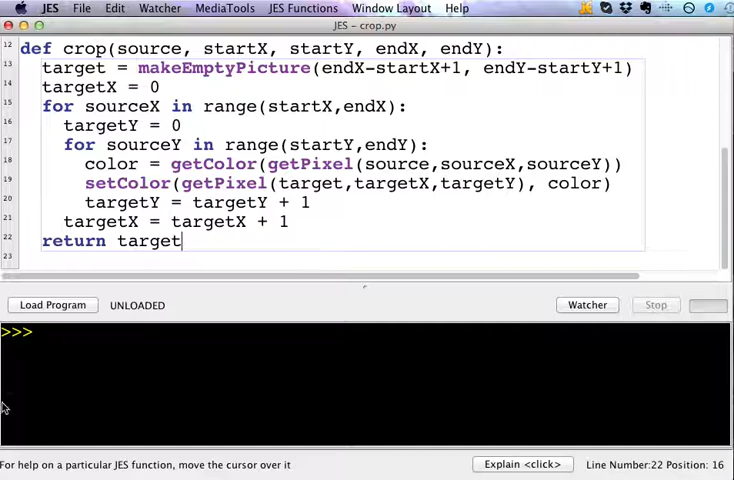 JES File Edit Watcher MediaTools JES Functions Window Layout Help
JES - crop.py
12 def crop(source, startX, startY, endX, endY):
13 target = makeEmptyPicture(endX-startX+1, endY-startY+1)
14 targetX = 0
15 for sourceX in range(startX,endX):
16 targetY = 0
17 for sourceY in range(startY,endY):
18 color = getColor(getPixel(source,sourceX,sourceY))
19 setColor(getPixel(target,targetX,targetY), color)
20 targetY = targetY + 1
21 targetX = targetX + 1
22 return target
23
Load Program UNLOADED Watcher Stop
>>>
For help on a particular JES function, move the cursor over it Explain <click> Line Number:22 Position: 16